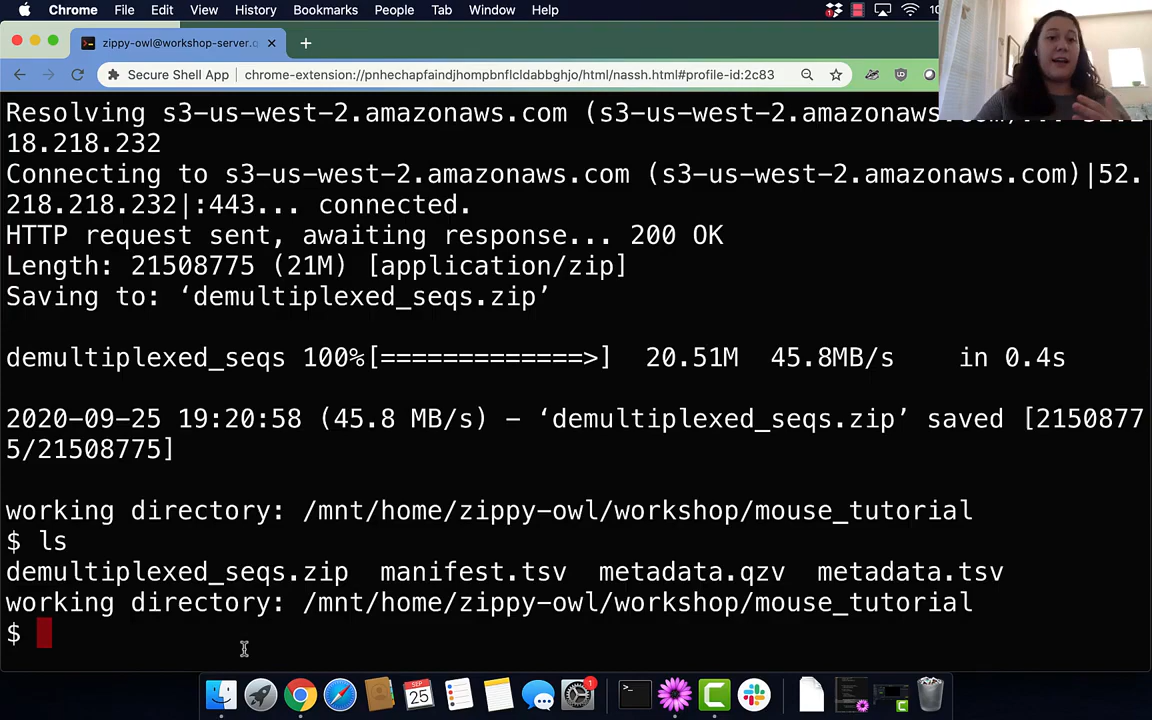 Chrome File Edit View History Bookmarks People Tab Window Help
zippy-owl@workshop-server.q
Secure Shell App chrome-extension://pnhechapfaindjhompbnflcldabbghjo/html/nassh.html#profile-id:2c83
Resolving s3-us-west-2.amazonaws.com (s3-us-west-2.amazonaws.
18.218.232
Connecting to s3-us-west-2.amazonaws.com (s3-us-west-2.amazonaws.com)|52.
218.218.232|:443... connected.
HTTP request sent, awaiting response... 200 OK
Length: 21508775 (21M) [application/zip]
Saving to: ‘demultiplexed_seqs.zip’
demultiplexed_seqs 100%[=============>] 20.51M 45.8MB/s in 0.4s
2020-09-25 19:20:58 (45.8 MB/s) - ‘demultiplexed_seqs.zip’ saved [2150877
5/21508775]
working directory: /mnt/home/zippy-owl/workshop/mouse_tutorial
$ ls
demultiplexed_seqs.zip manifest.tsv metadata.qzv metadata.tsv
working directory: /mnt/home/zippy-owl/workshop/mouse_tutorial
$
SEP
25
1